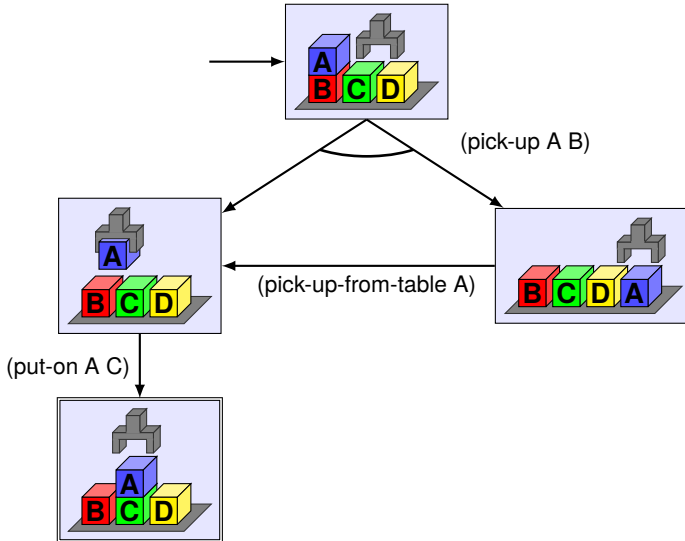 A
B C D
(pick-up A B)
A
B C D
(pick-up-from-table A)
B C D A
(put-on A C)
A
B C D